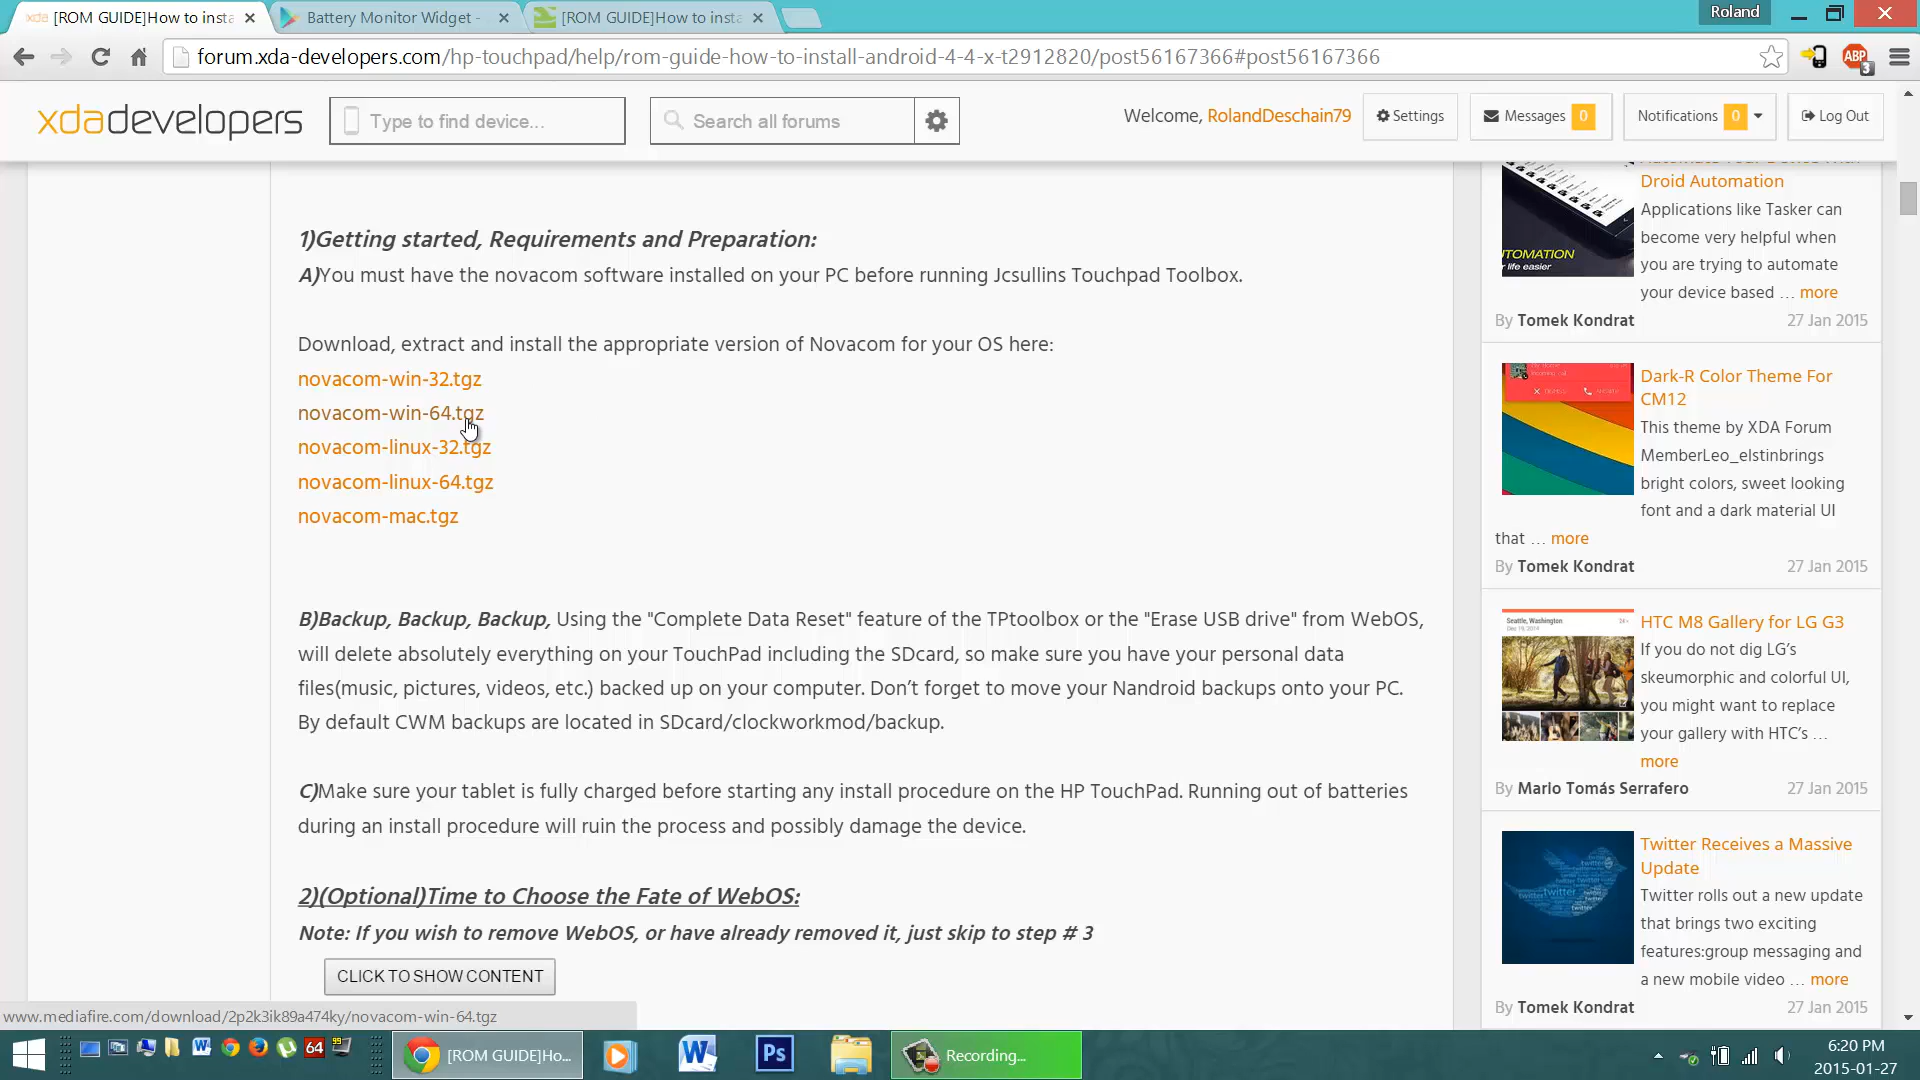 [ROM GUIDE]How to insta
Battery Monitor Widget -
[ROM GUIDE]How to insta
Roland
forum.xda-developers.com/hp-touchpad/help/rom-guide-how-to-install-android-4-4-x-t2912820/post56167366#post56167366
ABP
3
xdadevelopers
Type to find device...
Search all forums
Welcome, RolandDeschain79
Settings
Messages 0
Notifications 0
Log Out
1)Getting started, Requirements and Preparation:
A)You must have the novacom software installed on your PC before running Jcsullins Touchpad Toolbox.
Download, extract and install the appropriate version of Novacom for your OS here:
novacom-win-32.tgz
novacom-win-64.tgz
novacom-linux-32.tgz
novacom-linux-64.tgz
novacom-mac.tgz
B)Backup, Backup, Backup, Using the "Complete Data Reset" feature of the TPtoolbox or the "Erase USB drive" from WebOS,
will delete absolutely everything on your TouchPad including the SDcard, so make sure you have your personal data
files(music, pictures, videos, etc.) backed up on your computer. Don’t forget to move your Nandroid backups onto your PC.
By default CWM backups are located in SDcard/clockworkmod/backup.
C)Make sure your tablet is fully charged before starting any install procedure on the HP TouchPad. Running out of batteries
during an install procedure will ruin the process and possibly damage the device.
2)(Optional)Time to Choose the Fate of WebOS:
Note: If you wish to remove WebOS, or have already removed it, just skip to step # 3
CLICK TO SHOW CONTENT
Droid Automation
Applications like Tasker can
become very helpful when
you are trying to automate
your device based … more
By Tomek Kondrat
27 Jan 2015
TOMATION
r life easier
Dark-R Color Theme For
CM12
This theme by XDA Forum
MemberLeo_elstinbrings
bright colors, sweet looking
font and a dark material UI
that … more
By Tomek Kondrat
27 Jan 2015
Seattle, Washington
HTC M8 Gallery for LG G3
If you do not dig LG’s
skeumorphic and colorful UI,
you might want to replace
your gallery with HTC’s …
more
By Mario Tomás Serrafero
27 Jan 2015
Twitter Receives a Massive
Update
Twitter rolls out a new update
that brings two exciting
features:group messaging and
a new mobile video … more
By Tomek Kondrat
27 Jan 2015
www.mediafire.com/download/2p2k3ik89a474ky/novacom-win-64.tgz
64
99
[ROM GUIDE]Ho...
W
Ps
Recording...
6:20 PM
2015-01-27